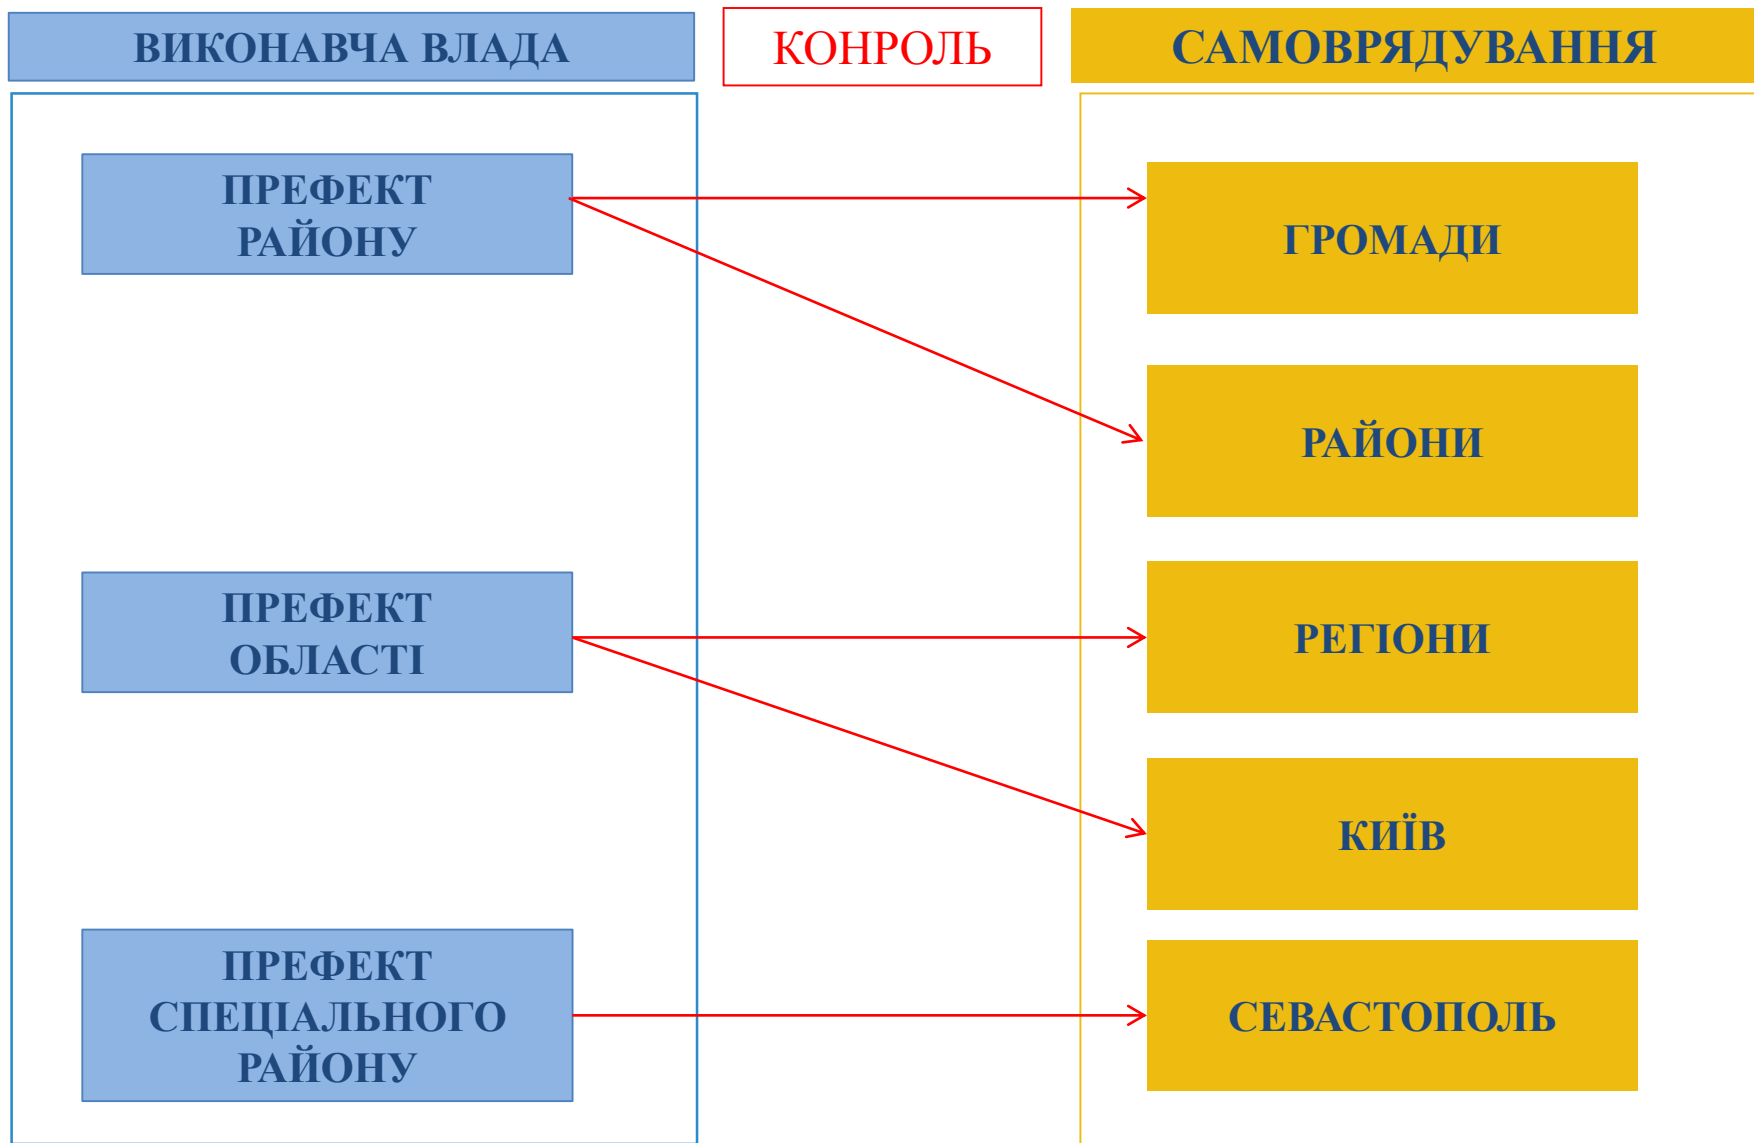 ВИКОНАВЧА ВЛАДА
КОНРОЛЬ
САМОВРЯДУВАННЯ
ПРЕФЕКТ
РАЙОНУ
ГРОМАДИ
РАЙОНИ
ПРЕФЕКТ
ОБЛАСТІ
РЕГІОНИ
КИЇВ
ПРЕФЕКТ
СПЕЦІАЛЬНОГО
РАЙОНУ
СЕВАСТОПОЛЬ